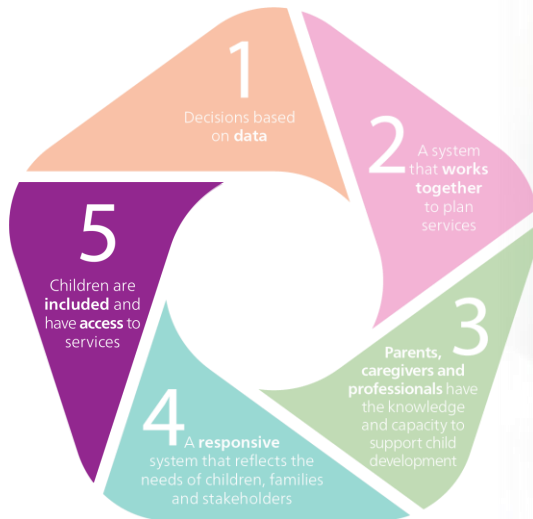 1
Decisions based
on data
2
A system
that works
together
to plan
services
3
Parents,
caregivers and
professionals have
the knowledge
and capacity to
support child
development
4
A responsive
system that reflects the
needs of children, families
and stakeholders
5
Children are
included and
have access to
services